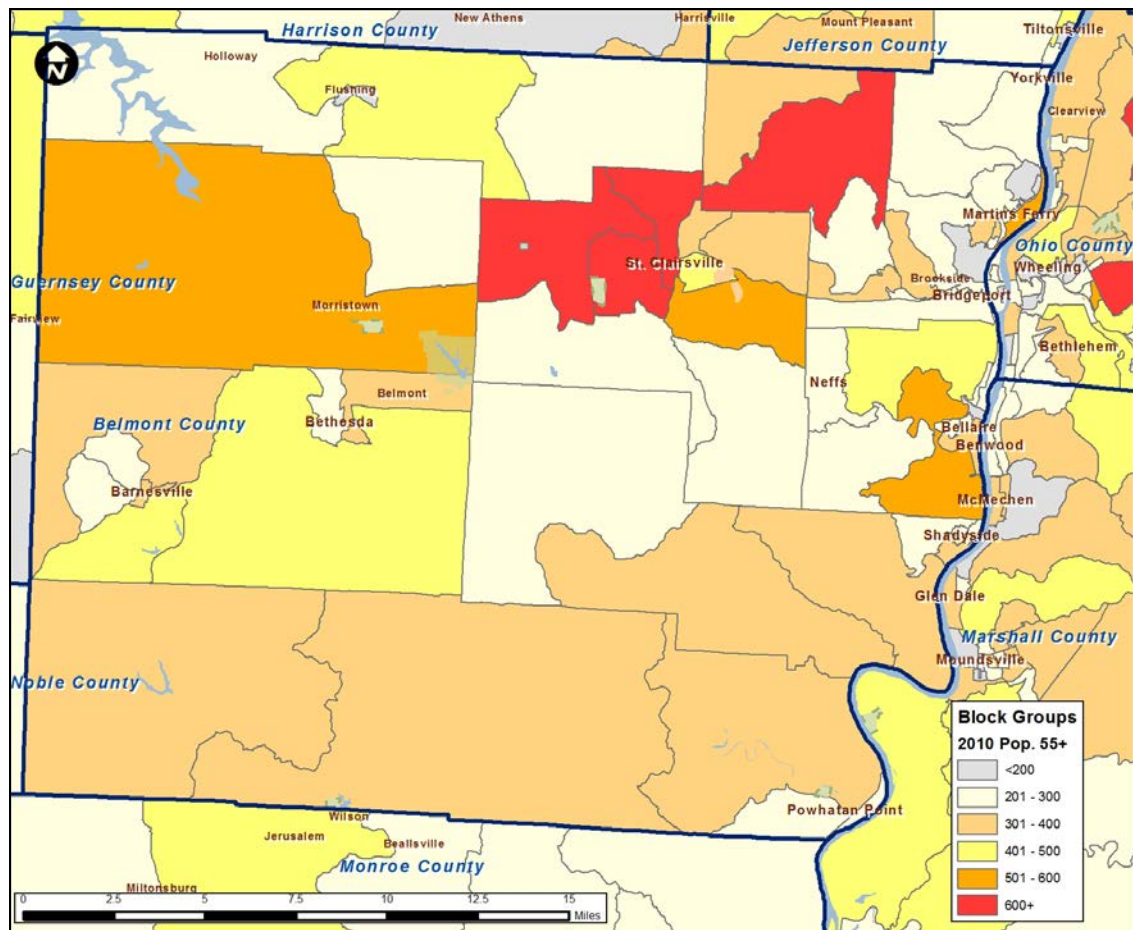 New Athens
Harrisville
Mount Pleasant
Harrison County
Jefferson County
Tiltonsville
N
Holloway
Yorkville
Flushing
Clearview
Martins Ferry
Ohio County
St. Clairsville
Wheeling
Guernsey County
Brookside
Bridgeport
Fairview
Morristown
Bethlehem
Neffs
Belmont
Belmont County
Bethesda
Bellaire
Benwood
Barnesville
McMechen
Shadyside
Glen Dale
Marshall County
Moundsville
Noble County
Powhatan Point
Wilson
Jerusalem
Beallsville
Monroe County
Miltonsburg
0 2.5 5 7.5 10 12.5 15
Miles
Block Groups
2010 Pop. 55+
<200
201 - 300
301 - 400
401 - 500
501 - 600
600+